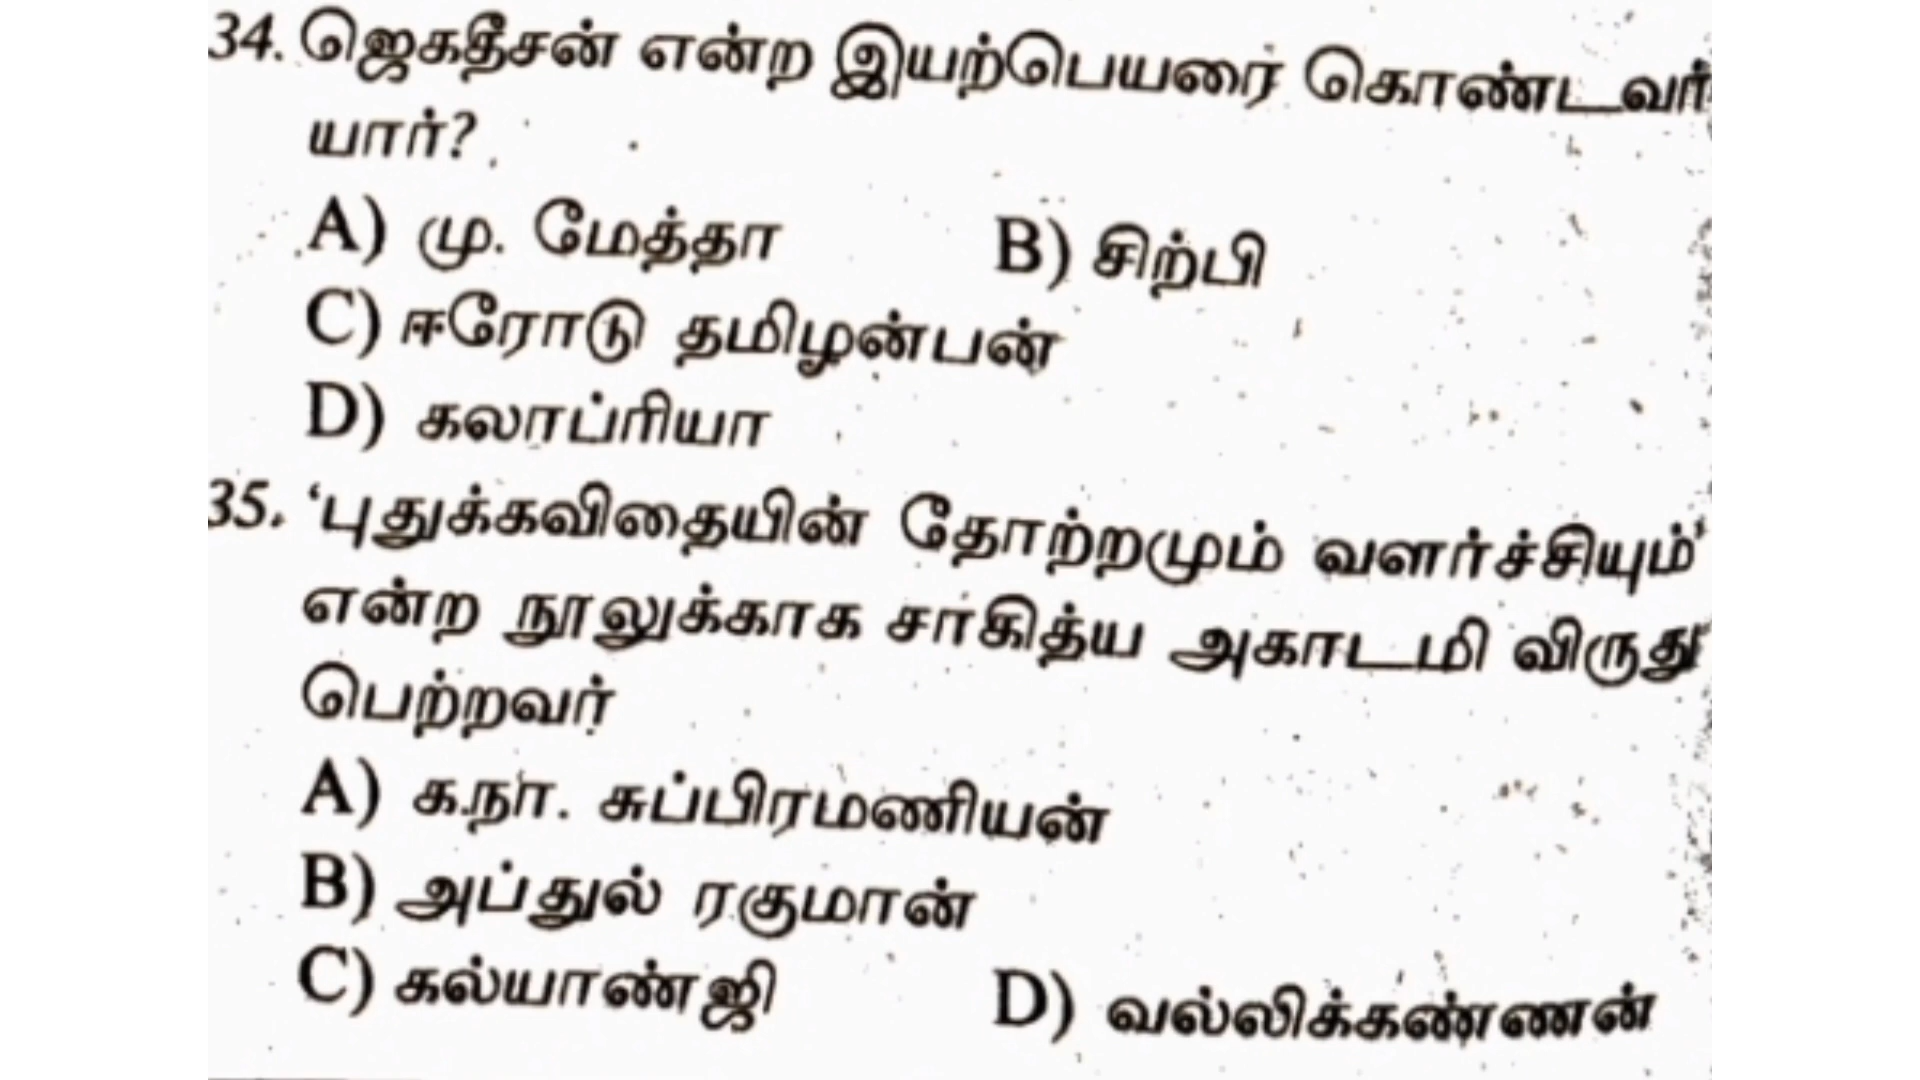 34. ஜெகதீசன் என்ற இயற்பெயரை கொண்டவர்
யார்?
A) மு. மேத்தா B) சிற்பி
C) ஈரோடு தமிழன்பன்
D) கலாப்ரியா
35. ‘புதுக்கவிதையின் தோற்றமும் வளர்ச்சியும்’
என்ற நூலுக்காக சாகித்ய அகாடமி விருது
பெற்றவர்
A) க.நா. சுப்பிரமணியன்
B) அப்துல் ரகுமான்
C) கல்யாண்ஜி D) வல்லிக்கண்ணன்